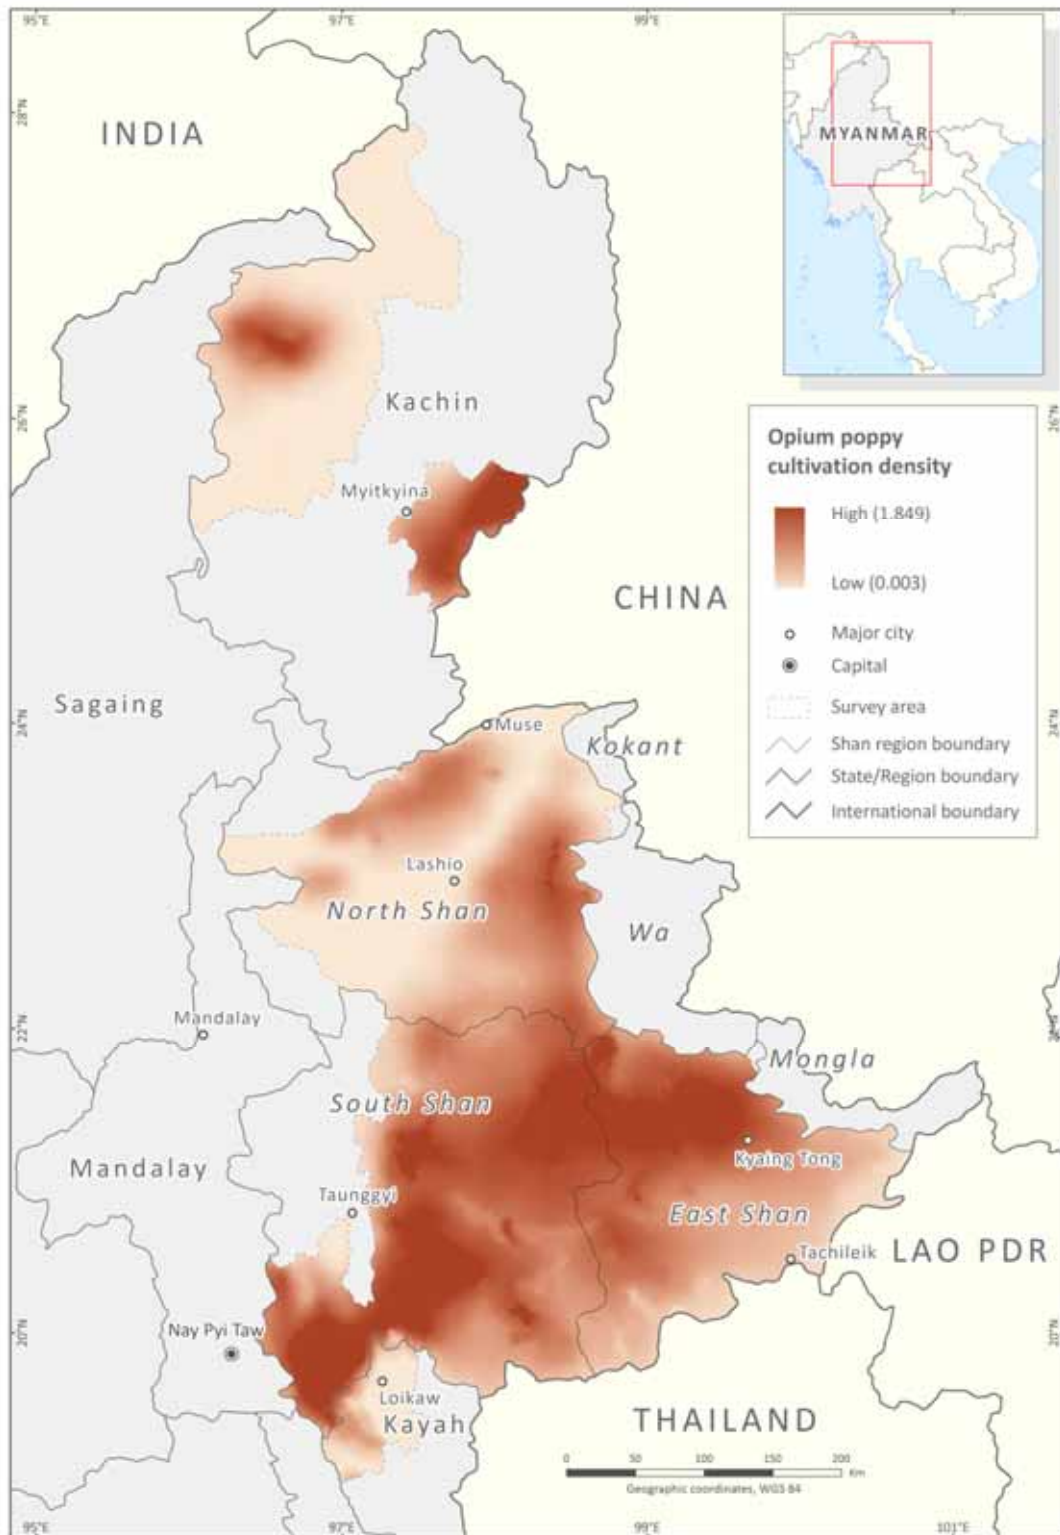 95°E
97°E
99°E
28°N
INDIA
MYANMAR
26°N
26°N
Kachin
Myitkyina
Opium poppy
cultivation density
High (1.849)
Low (0.003)
Major city
Capital
Survey area
Shan region boundary
State/Region boundary
International boundary
CHINA
Sagaing
24°N
24°N
Muse
Kokant
Lashio
North Shan
Wa
22°N
Mandalay
Mongla
South Shan
Mandalay
Kyaing Tong
Taunggyi
East Shan
Tachileik
LAO PDR
20°N
20°N
Nay Pyi Taw
Loikaw
Kayah
THAILAND
0 50 100 150 200
Km
Geographic coordinates, WGS 84
97°E
99°E
101°E